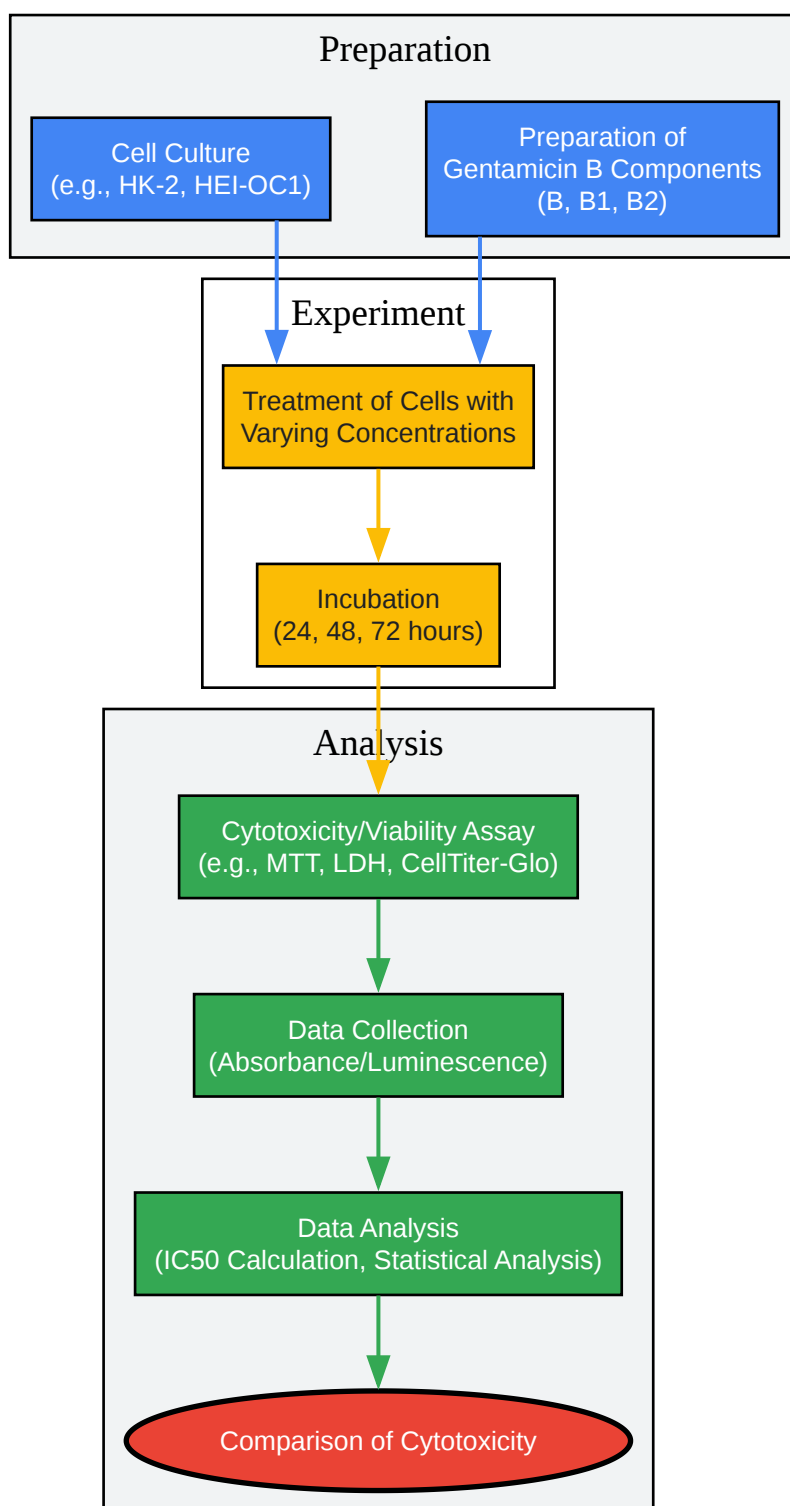 Preparation
Cell Culture
(e.g., HK-2, HEI-OC1)
Preparation of
Gentamicin B Components
(B, B1, B2)
Experiment
Treatment of Cells with
Varying Concentrations
Incubation
(24, 48, 72 hours)
Analysis
Cytotoxicity/Viability Assay
(e.g., MTT, LDH, CellTiter-Glo)
Data Collection
(Absorbance/Luminescence)
Data Analysis
(IC50 Calculation, Statistical Analysis)
Comparison of Cytotoxicity